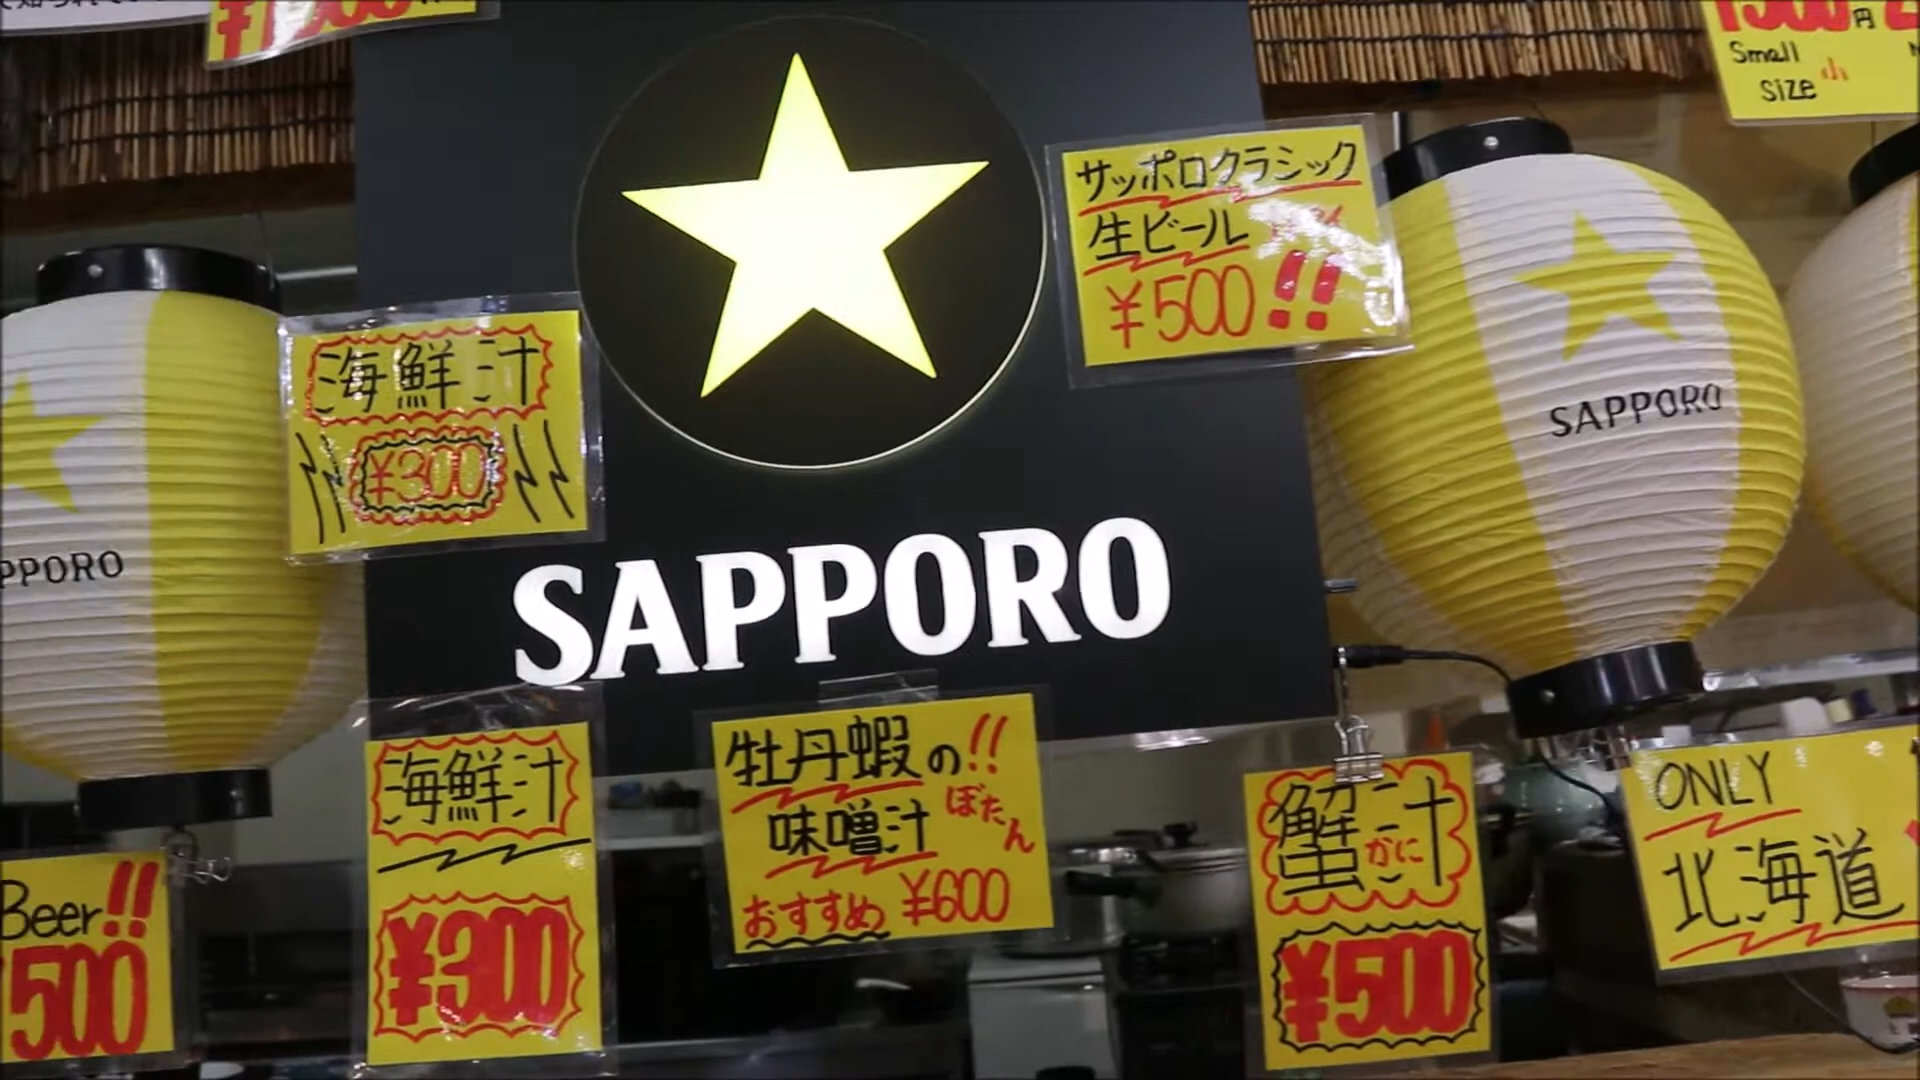 Small
size
サッポロクラシック
生ビール
¥500!!
海鮮汁
¥300
SAPPORO
SAPPORO
PPORO
海鮮汁
¥300
牡丹蝦の!!
ぼたん
味噌汁
おすすめ ¥600
蟹汁
かに
¥500
ONLY
北海道
Beer!!
500